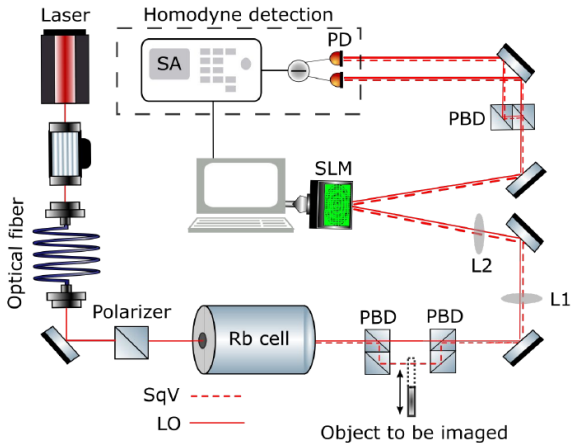 Laser
Homodyne detection
SA
PD
PBD
SLM
Optical fiber
L2
L1
Polarizer
Rb cell
PBD
PBD
SqV
LO
Object to be imaged